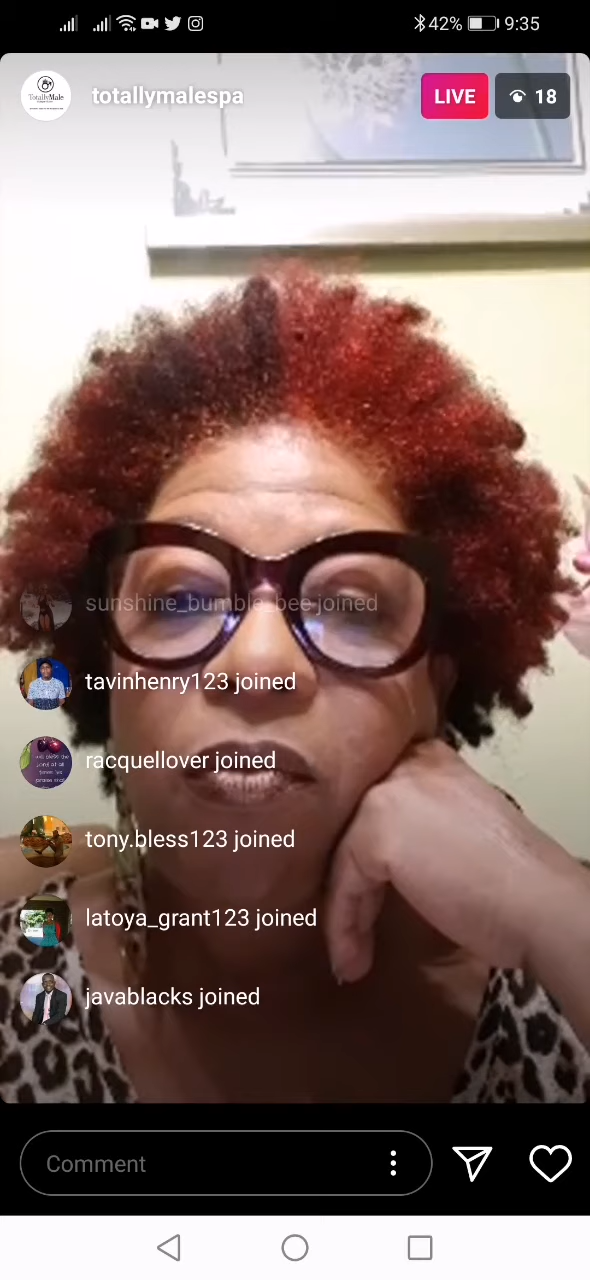 42% 9:35
TotallyMale
totallymalespa
LIVE
18
sunshine_bumble_bee joined
tavinhenry123 joined
racquellover joined
tony.bless123 joined
latoya_grant123 joined
javablacks joined
Comment